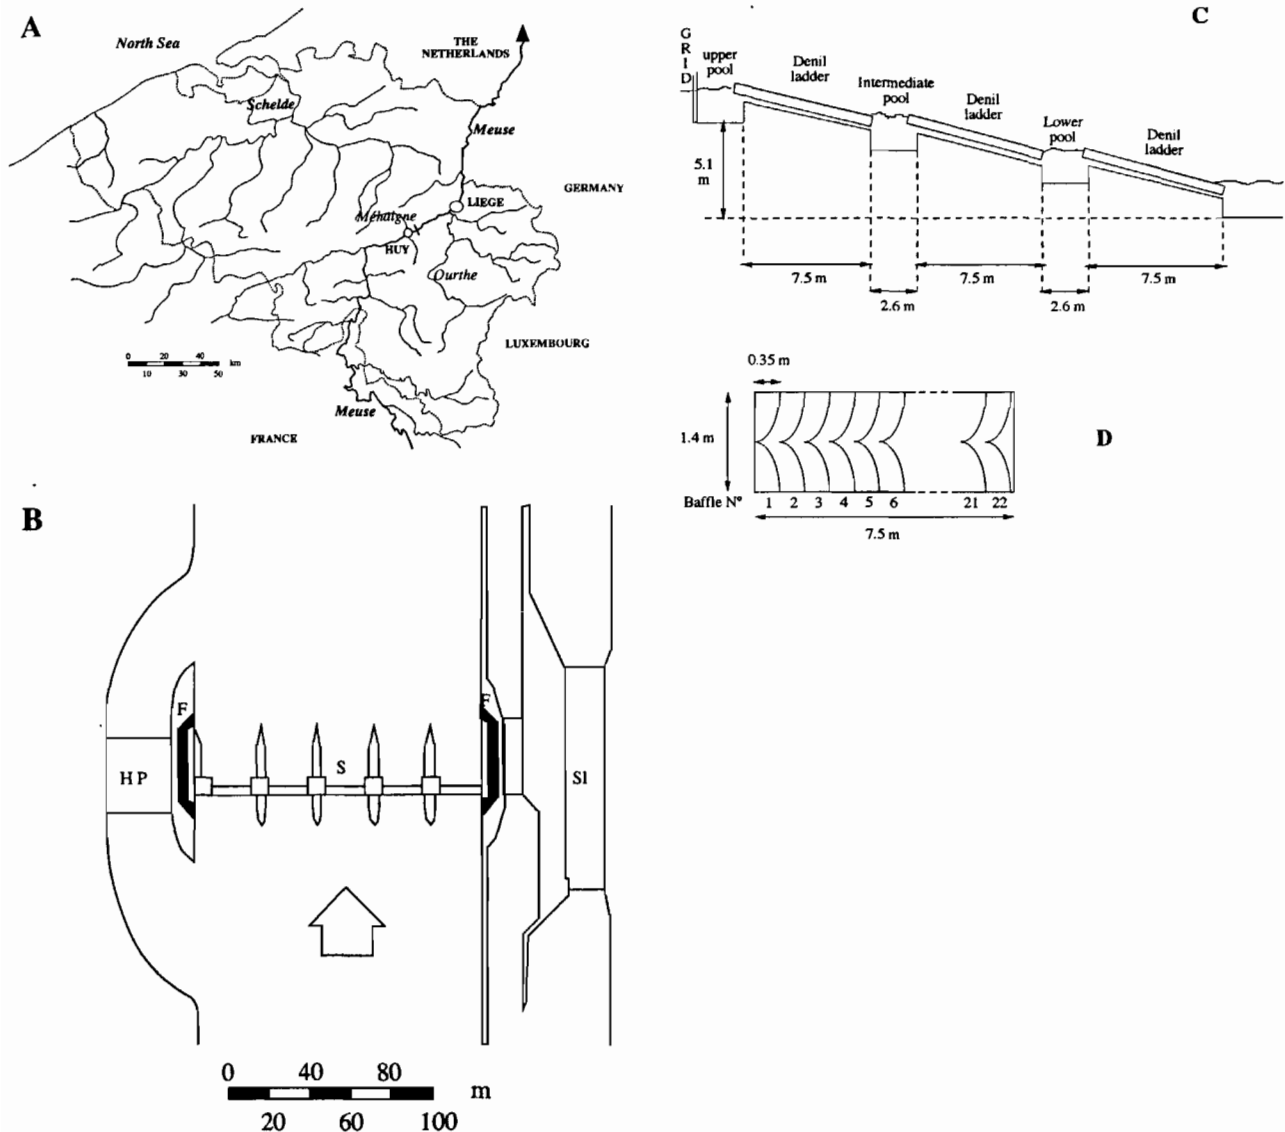 A
North Sea
THE
NETHERLANDS
Schelde
Meuse
GERMANY
LIEGE
Méhaigne
HUY
Ourthe
LUXEMBOURG
0 20 40
km
10 30 50
Meuse
FRANCE
C
GRID
upper
pool
Denil
ladder
Intermediate
pool
Denil
ladder
Lower
pool
Denil
ladder
5.1
m
7.5 m
7.5 m
7.5 m
2.6 m
2.6 m
0.35 m
1.4 m
D
Baffle Nº 1 2 3 4 5 6 21 22
7.5 m
B
F
F
HP
S
Sl
0 40 80
m
20 60 100